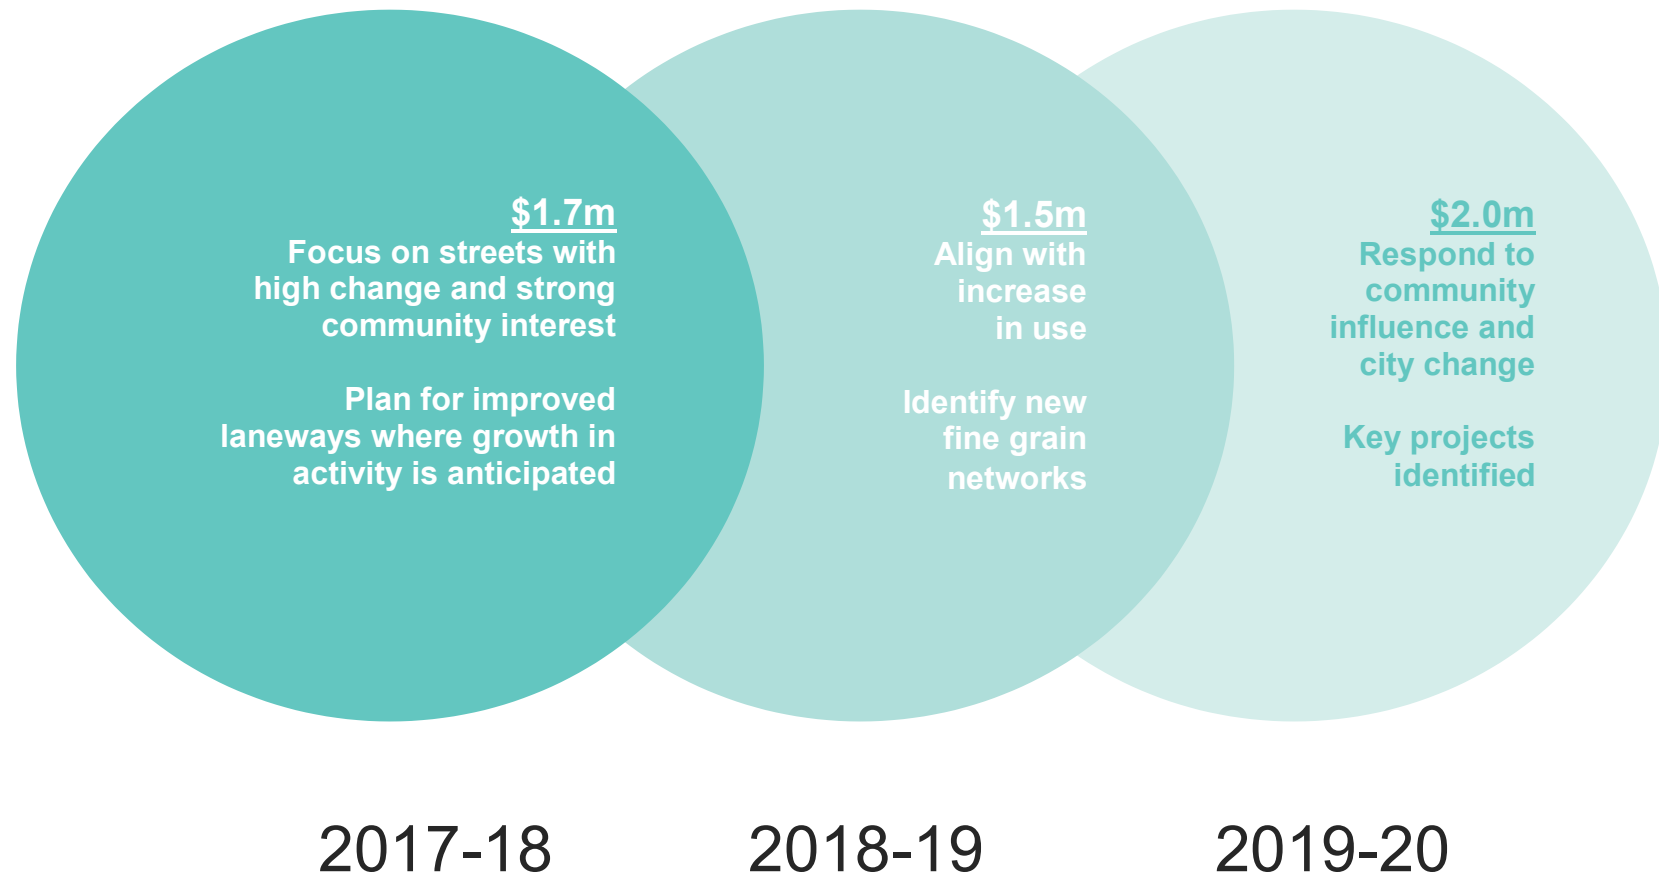 $1.7m
Focus on streets with
high change and strong
community interest
Plan for improved
laneways where growth in
activity is anticipated
$1.5m
Align with
increase
in use
Identify new
fine grain
networks
$2.0m
Respond to
community
influence and
city change
Key projects
identified
2017-18
2018-19
2019-20